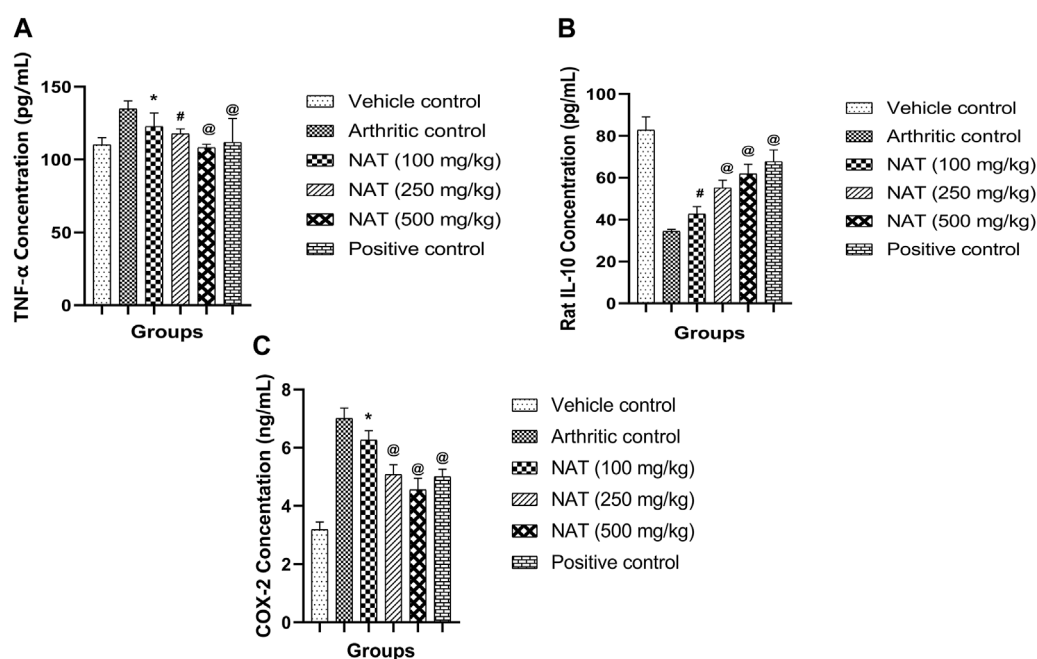 A
TNF-α Concentration (pg/mL)
150
100
50
0
*
#
@
@
Groups
Vehicle control
Arthritic control
NAT (100 mg/kg)
NAT (250 mg/kg)
NAT (500 mg/kg)
Positive control
B
Rat IL-10 Concentration (pg/mL)
100
80
60
40
20
0
#
@
@
@
Groups
Vehicle control
Arthritic control
NAT (100 mg/kg)
NAT (250 mg/kg)
NAT (500 mg/kg)
Positive control
C
COX-2 Concentation (ng/mL)
8
6
4
2
0
*
@
@
@
Groups
Vehicle control
Arthritic control
NAT (100 mg/kg)
NAT (250 mg/kg)
NAT (500 mg/kg)
Positive control